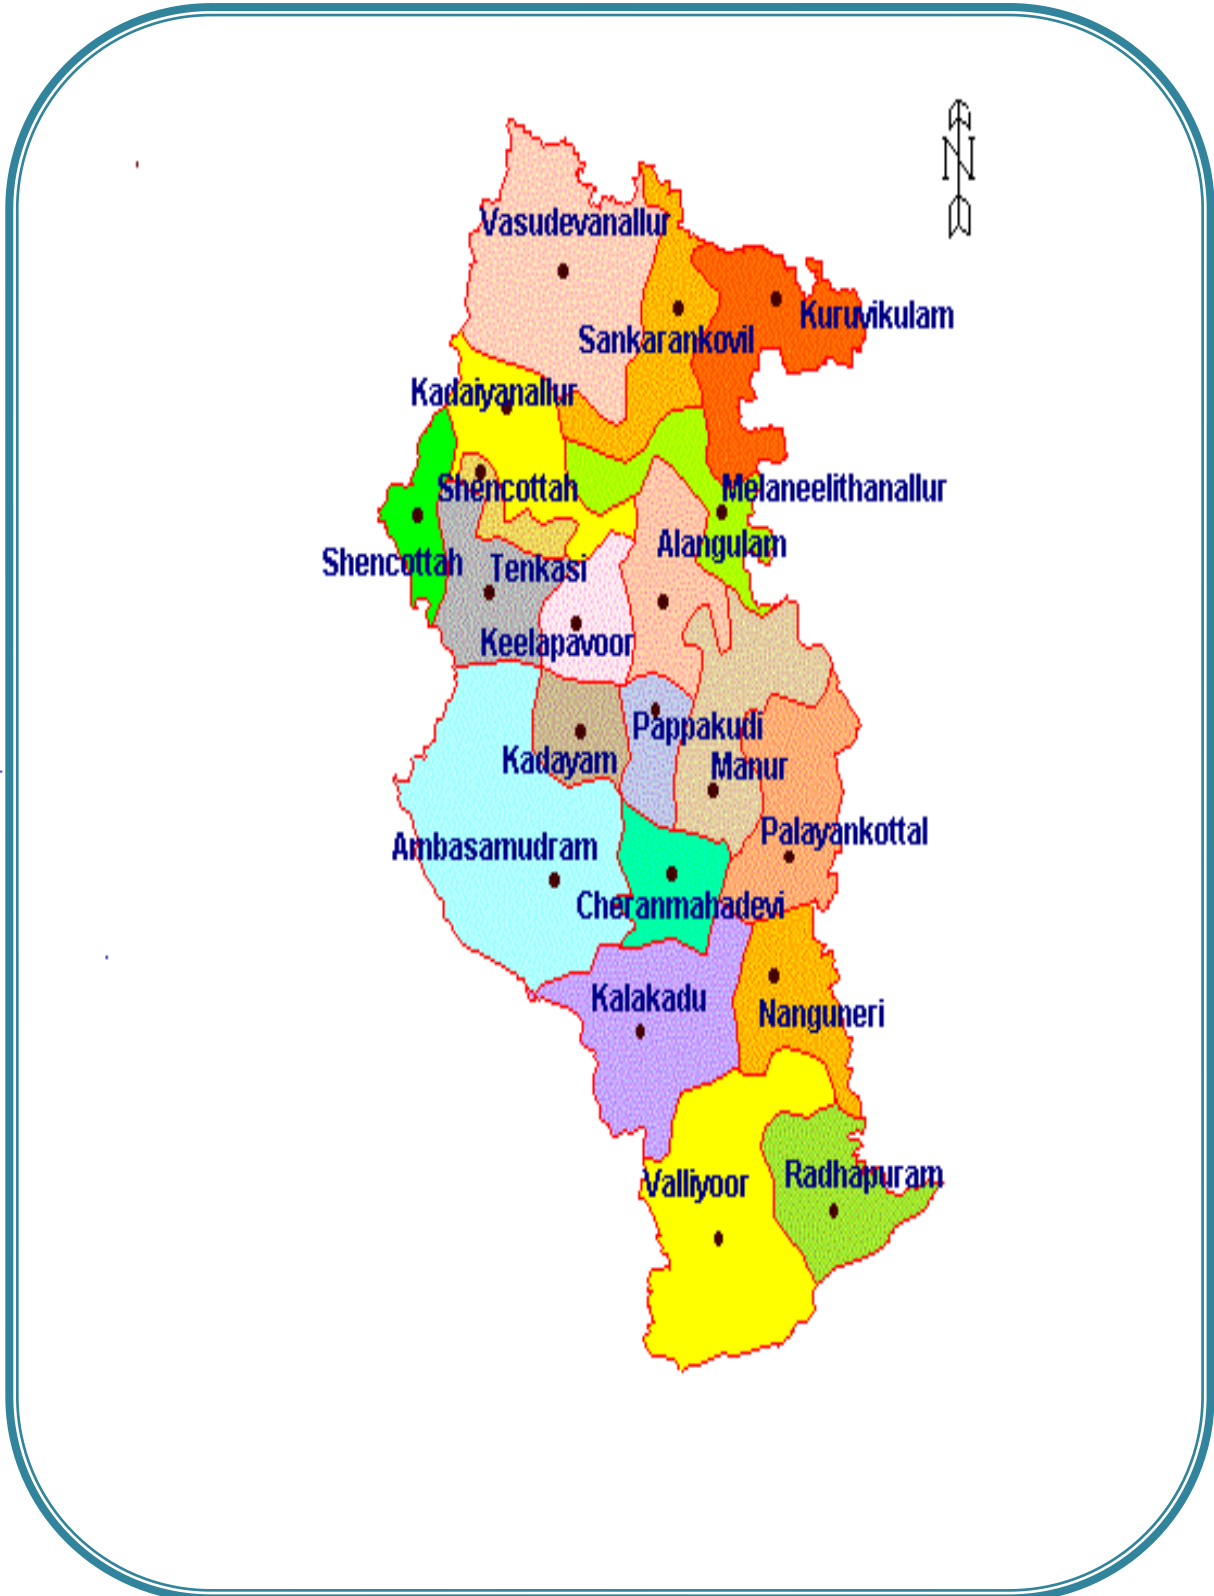 N
Vasudevanallur
Kuruvikulam
Sankarankovil
Kadaiyanallur
Shencottah
Melaneelithanallur
Alangulam
Shencottah
Tenkasi
Keelapavoor
Pappakudi
Kadayam
Manur
Palayankottal
Ambasamudram
Cheranmahadevi
Kalakadu
Nanguneri
Radhapuram
Valliyoor